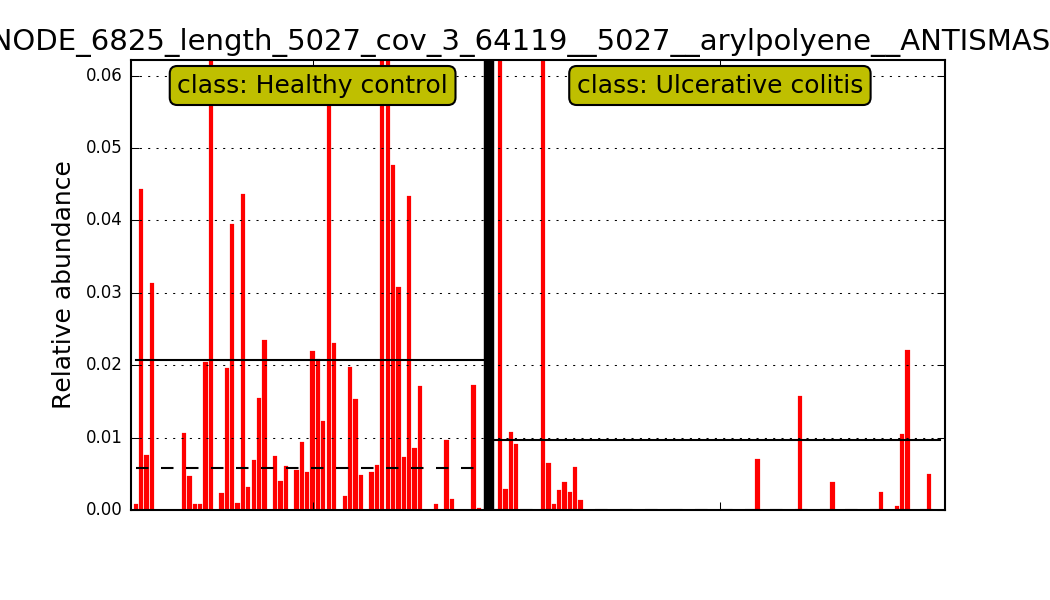 NODE_6825_length_5027_cov_3_64119__5027__arylpolyene__ANTISMAS
class: Healthy control
class: Ulcerative colitis
Relative abundance
0.06
0.05
0.04
0.03
0.02
0.01
0.00